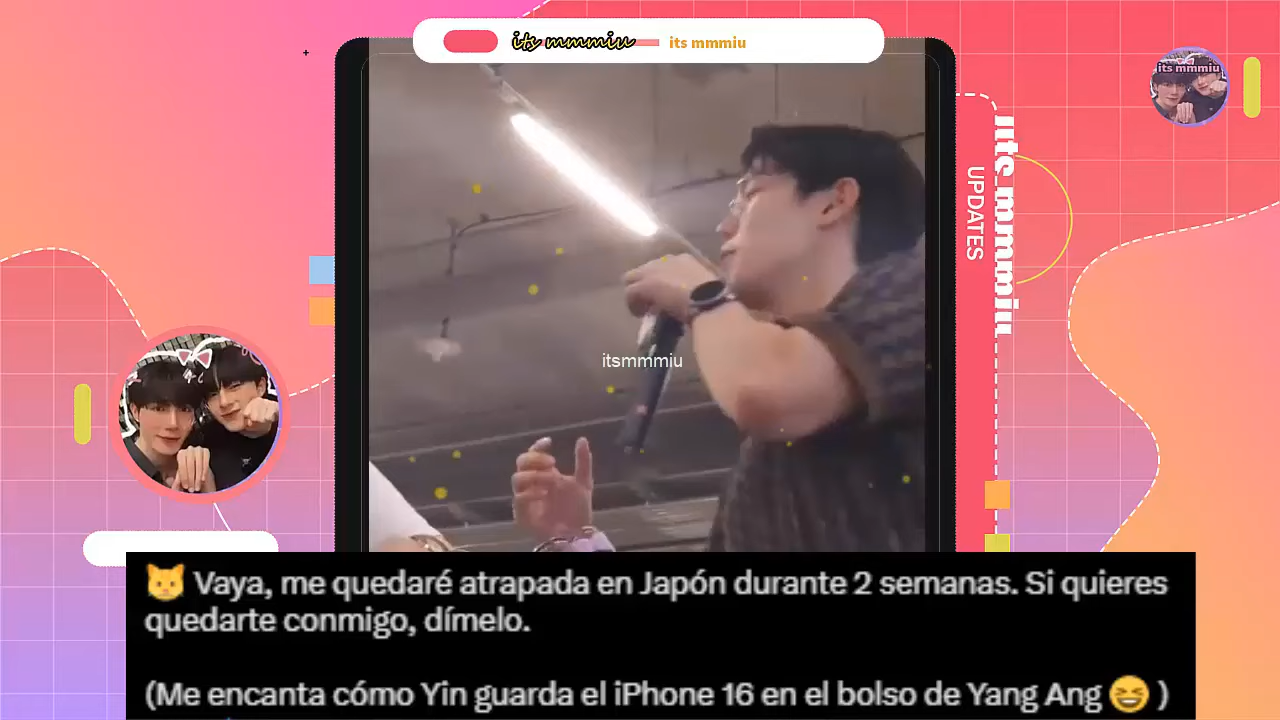 its mmmiu
its mmmiu
its mmmiu
its mmmiu
UPDATES
itsmmmiu
😺 Vaya, me quedaré atrapada en Japón durante 2 semanas. Si quieres
quedarte conmigo, dímelo.
(Me encanta cómo Yin guarda el iPhone 16 en el bolso de Yang Ang 😆 )